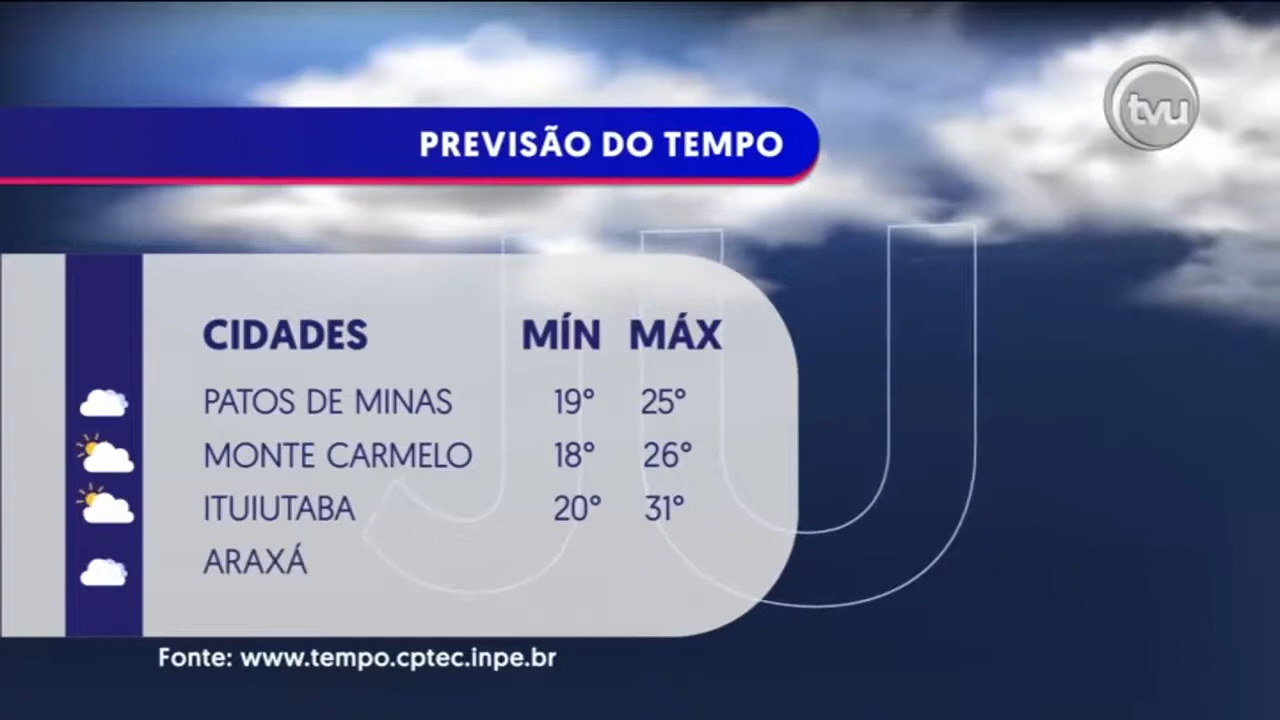 tvu
PREVISÃO DO TEMPO
CIDADES MÍN MÁX
PATOS DE MINAS 19° 25°
MONTE CARMELO 18° 26°
ITUIUTABA 20° 31°
ARAXÁ
JU
Fonte: www.tempo.cptec.inpe.br